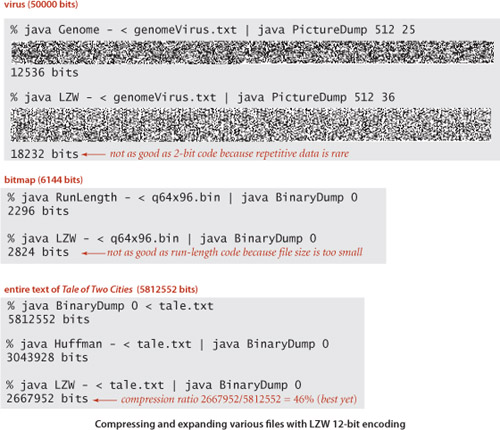 virus (50000 bits)
% java Genome - < genomeVirus.txt | java PictureDump 512 25
12536 bits
% java LZW - < genomeVirus.txt | java PictureDump 512 36
18232 bits not as good as 2-bit code because repetitive data is rare
bitmap (6144 bits)
% java RunLength - < q64x96.bin | java BinaryDump 0
2296 bits
% java LZW - < q64x96.bin | java BinaryDump 0
2824 bits not as good as run-length code because file size is too small
entire text of Tale of Two Cities (5812552 bits)
% java BinaryDump 0 < tale.txt
5812552 bits
% java Huffman - < tale.txt | java BinaryDump 0
3043928 bits
% java LZW - < tale.txt | java BinaryDump 0
2667952 bits compression ratio 2667952/5812552 = 46% (best yet)
Compressing and expanding various files with LZW 12-bit encoding